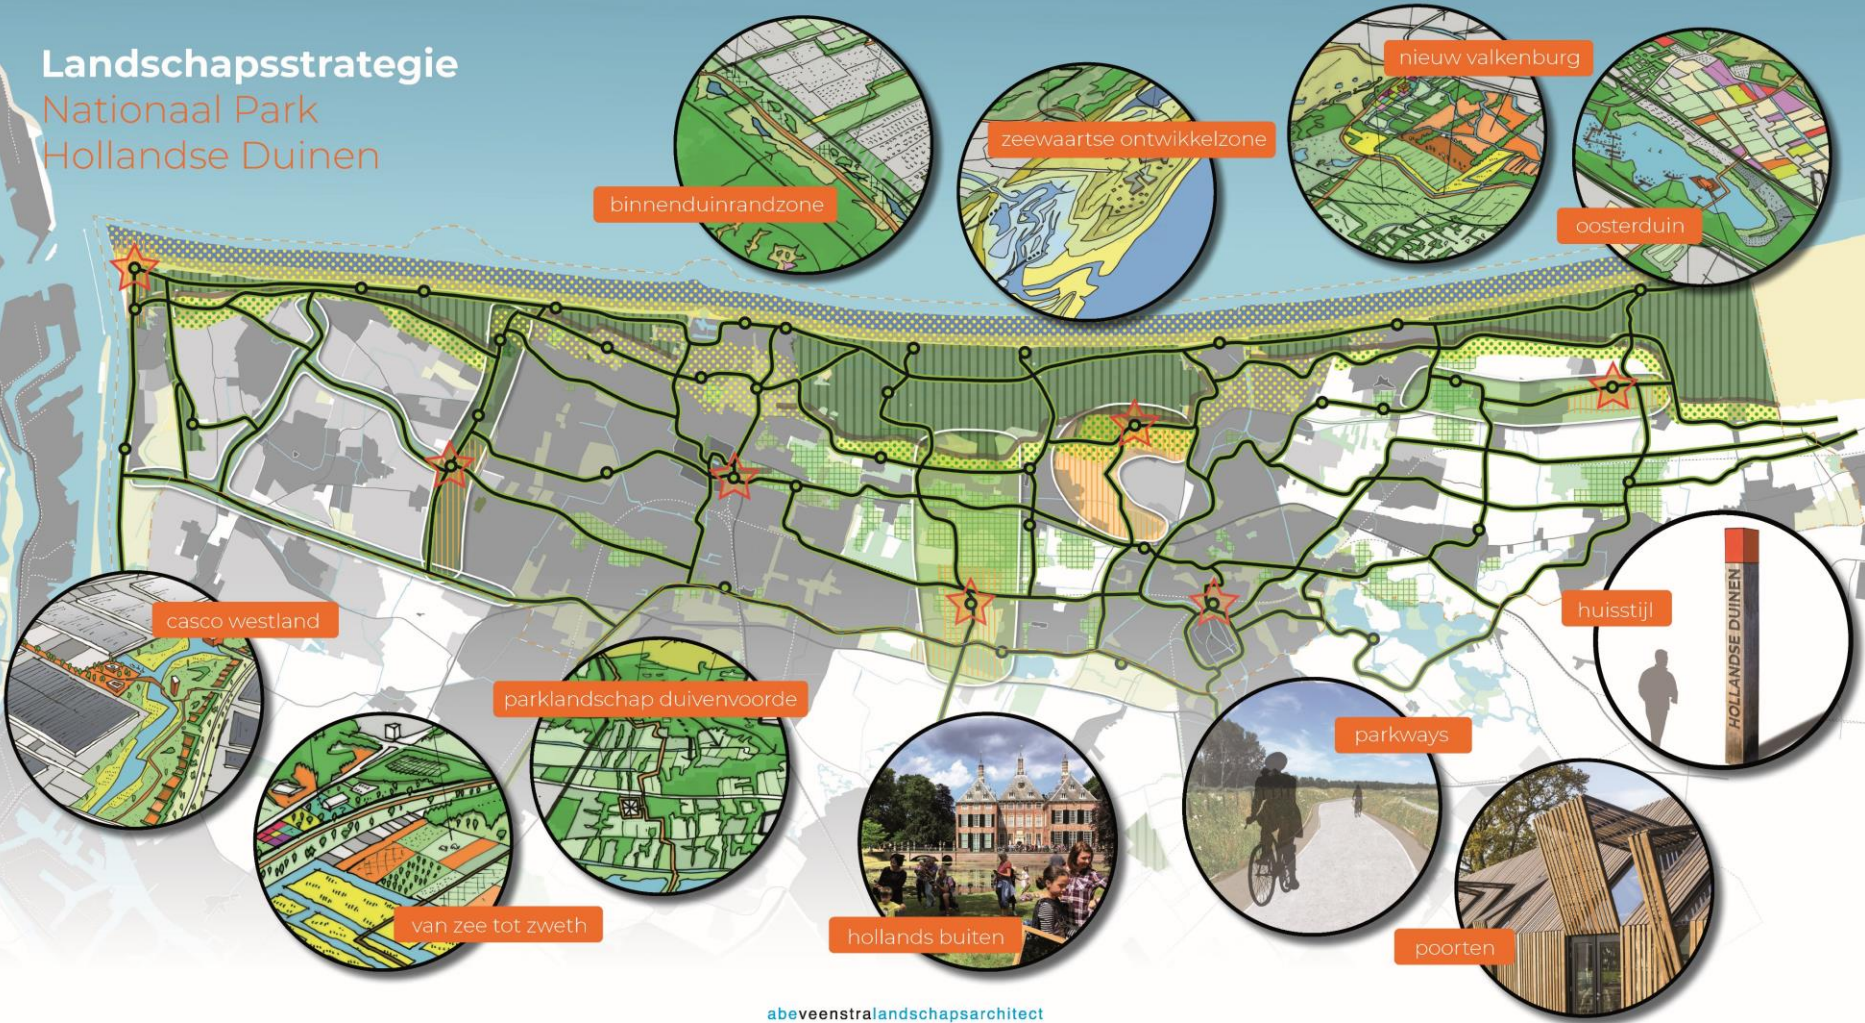 Landschapsstrategie
Nationaal Park
Hollandse Duinen
binnenduinrandzone
zeewaartse ontwikkelzone
nieuw valkenburg
oosterduin
casco westland
parklandschap duivenvoorde
van zee tot zweth
hollands buiten
parkways
poorten
huisstijl
HOLLANDSE DUINEN
abeveenstralandschapsarchitect